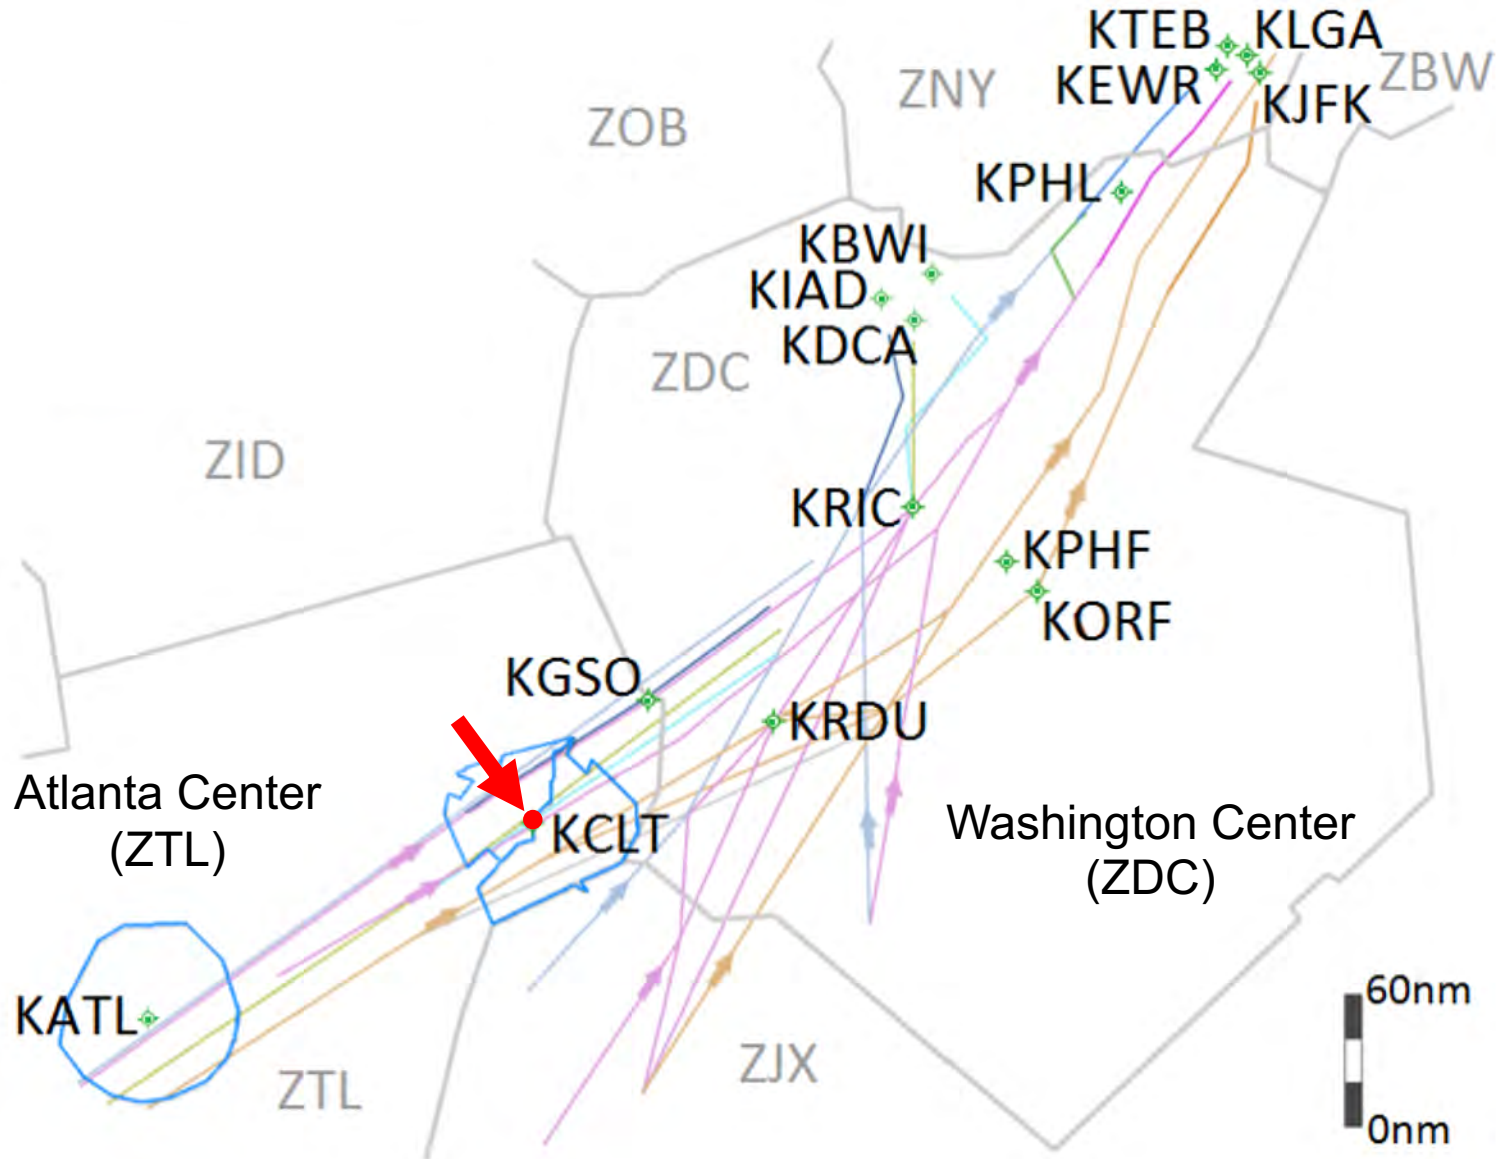 KTEB
KLGA
KEWR
KJFK
ZBW
ZNY
ZOB
KPHL
KBWI
KIAD
KDCA
ZDC
ZID
KRIC
KPHF
KORF
KGSO
KRDU
Atlanta Center
(ZTL)
KCLT
Washington Center
(ZDC)
KATL
ZTL
ZJX
60nm
0nm